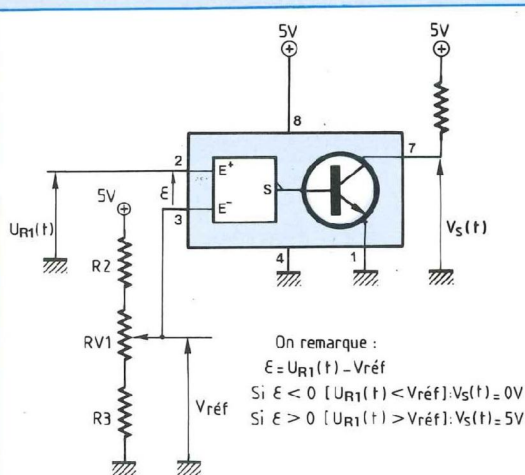 5V
5V
8
7
2
E⁺
ε
S
3
E⁻
UR1(t)
5V
VS(t)
4
1
R2
RV1
On remarque :
ε = UR1(t) - Vréf
Vréf
Si ε < 0 [UR1(t) < Vréf]: VS(t) = 0V
R3
Si ε > 0 [UR1(t) > Vréf]: VS(t) = 5V